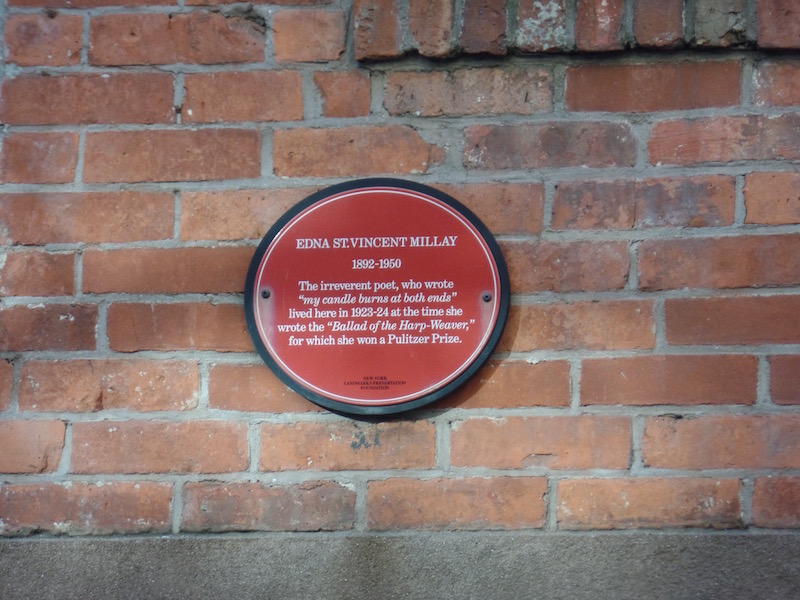 EDNA ST.VINCENT MILLAY
1892-1950
The irreverent poet, who wrote
"my candle burns at both ends"
lived here in 1923-24 at the time she
wrote the "Ballad of the Harp-Weaver,"
for which she won a Pulitzer Prize.
NEW YORK
LANDMARKS PRESERVATION
FOUNDATION